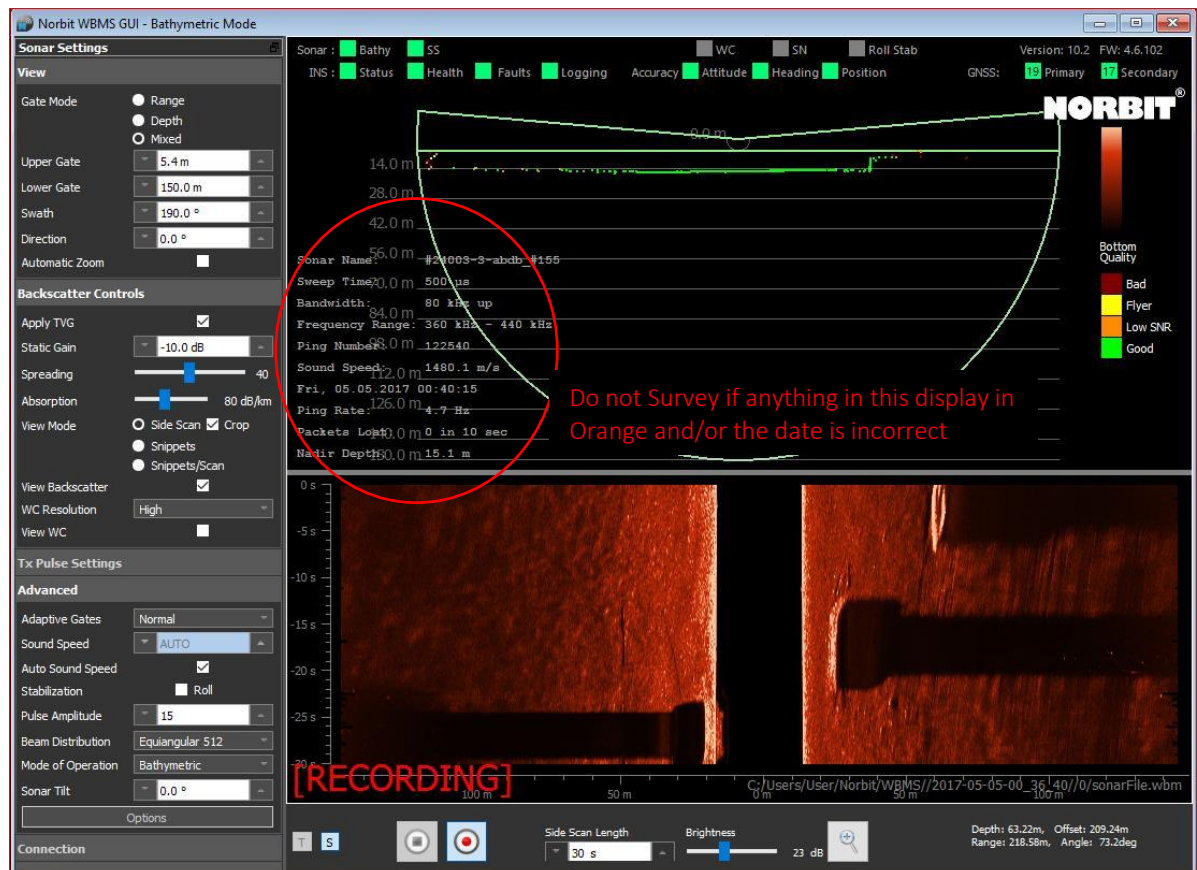 Norbit WBMS GUI - Bathymetric Mode
Sonar Settings
View
Gate Mode
Range
Depth
Mixed
Upper Gate 5.4 m
Lower Gate 150.0 m
Swath 190.0 °
Direction 0.0 °
Automatic Zoom
Backscatter Controls
Apply TVG
Static Gain -10.0 dB
Spreading 40
Absorption 80 dB/km
View Mode Side Scan Crop
Snippets
Snippets/Scan
View Backscatter
WC Resolution High
View WC
Tx Pulse Settings
Advanced
Adaptive Gates Normal
Sound Speed AUTO
Auto Sound Speed
Stabilization Roll
Pulse Amplitude 15
Beam Distribution Equiangular 512
Mode of Operation Bathymetric
Sonar Tilt 0.0 °
Options
Connection
Sonar : Bathy SS WC SN Roll Stab Version: 10.2 FW: 4.6.102
INS : Status Health Faults Logging Accuracy Attitude Heading Position GNSS: 19 Primary 17 Secondary
NORBIT®
0.0 m
14.0 m
28.0 m
42.0 m
56.0 m
70.0 m
84.0 m
98.0 m
112.0 m
126.0 m
140.0 m
150.0 m
Sonar Name: #24003-3-abdb_#155
Sweep Time: 500 us
Bandwidth: 80 kHz up
Frequency Range: 360 kHz - 440 kHz
Ping Number: 122540
Sound Speed: 1480.1 m/s
Fri, 05.05.2017 00:40:15
Ping Rate: 4.7 Hz
Packets Lost: 0 in 10 sec
Nadir Depth: 15.1 m
Do not Survey if anything in this display in
Orange and/or the date is incorrect
Bottom
Quality
Bad
Flyer
Low SNR
Good
0 s
-5 s
-10 s
-15 s
-20 s
-25 s
-30 s
[RECORDING]
C:/Users/User/Norbit/WBMS//2017-05-05-00_36_40//0/sonarFile.wbm
100 m 50 m 0 m 50 m 100 m
T S
Side Scan Length
30 s
Brightness
23 dB
Depth: 63.22m, Offset: 209.24m
Range: 218.58m, Angle: 73.2deg